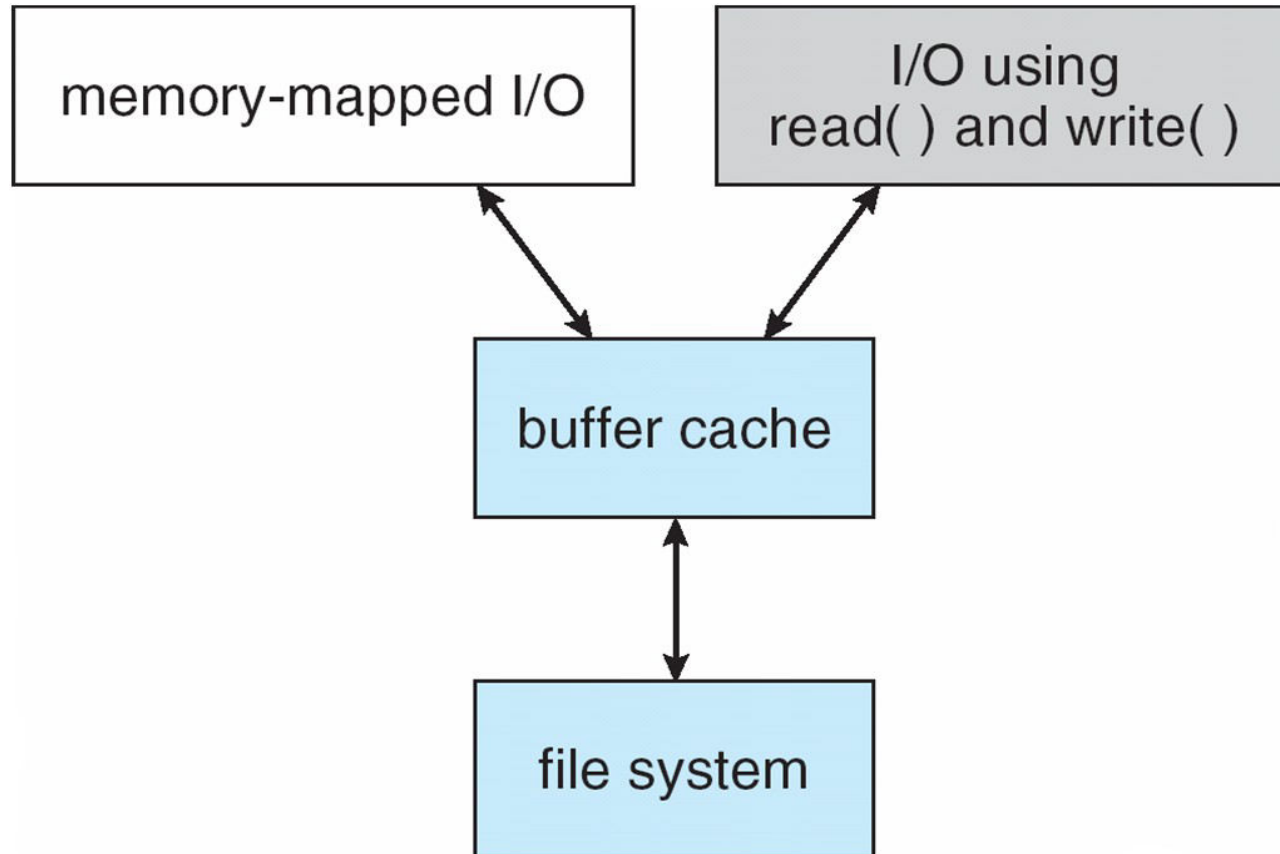 memory-mapped I/O
I/O using
read( ) and write( )
buffer cache
file system